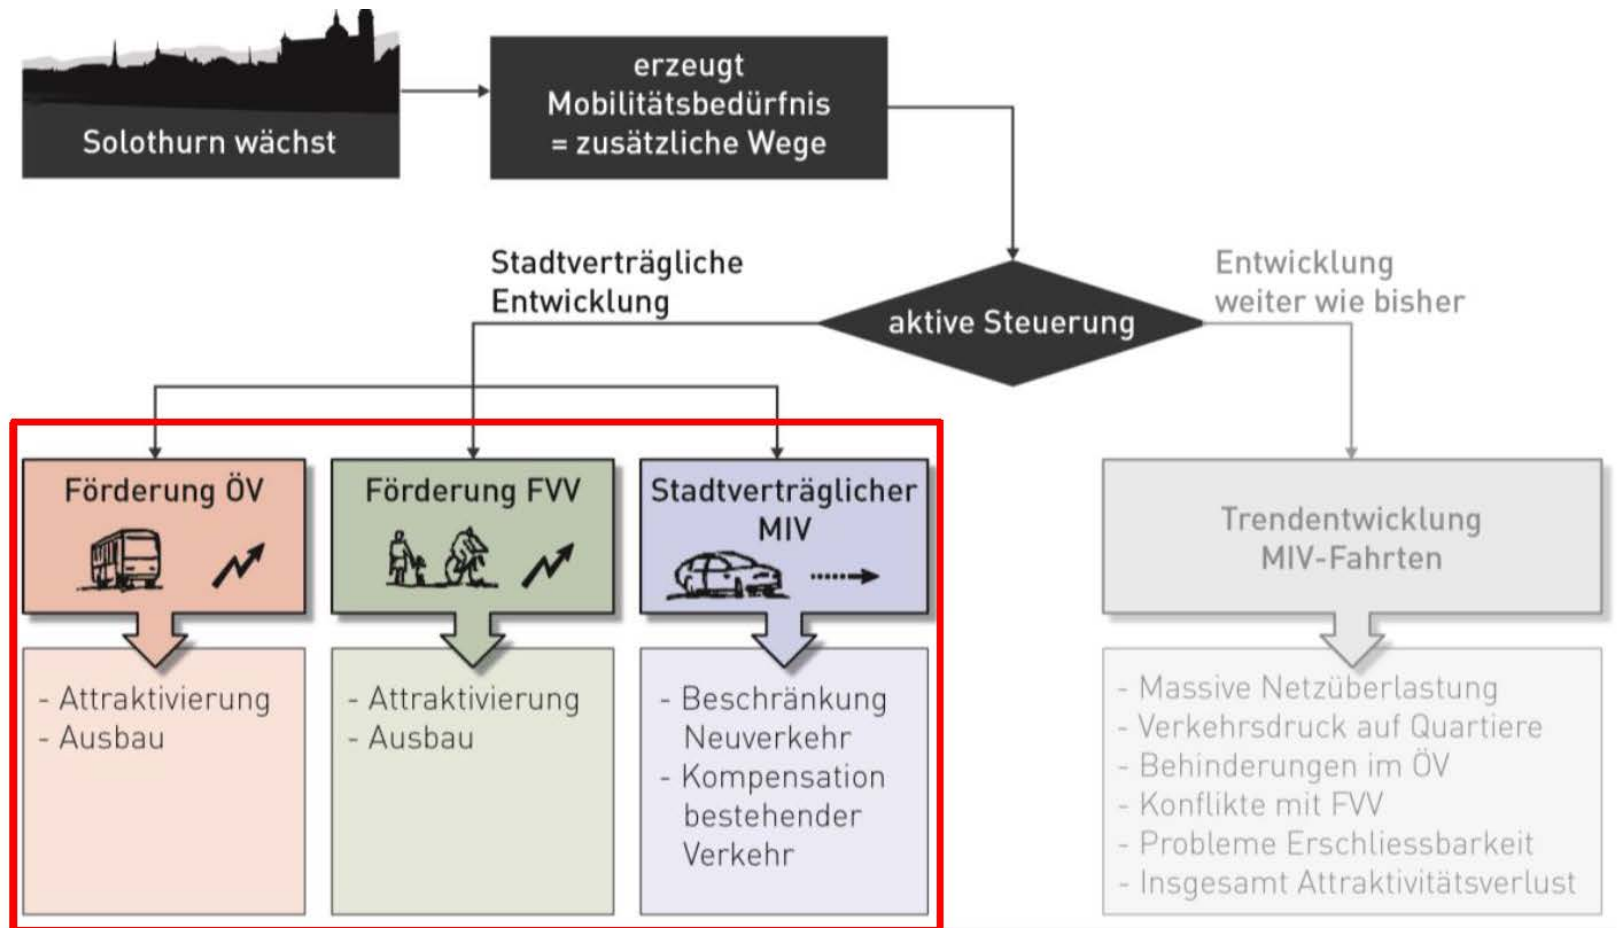 Solothurn wächst
erzeugt
Mobilitätsbedürfnis
= zusätzliche Wege
Stadtverträgliche
Entwicklung
aktive Steuerung
Entwicklung
weiter wie bisher
Förderung ÖV
- Attraktivierung
- Ausbau
Förderung FVV
- Attraktivierung
- Ausbau
Stadtverträglicher
MIV
- Beschränkung
Neuverkehr
- Kompensation
bestehender
Verkehr
Trendentwicklung
MIV-Fahrten
- Massive Netzüberlastung
- Verkehrsdruck auf Quartiere
- Behinderungen im ÖV
- Konflikte mit FVV
- Probleme Erschliessbarkeit
- Insgesamt Attraktivitätsverlust